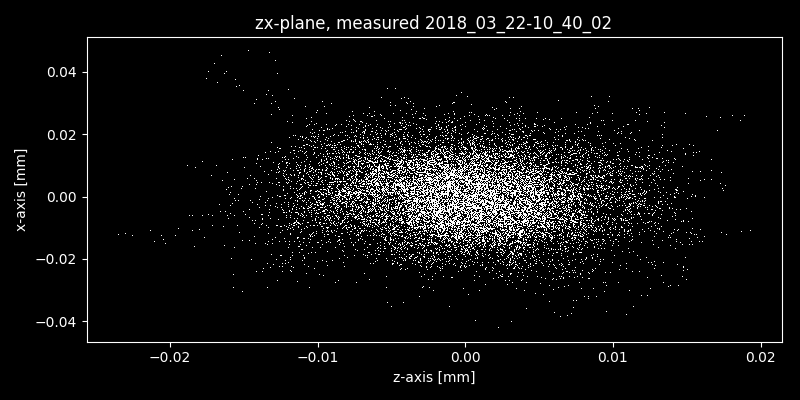 zx-plane, measured 2018_03_22-10_40_02
0.04
0.02
0.00
−0.02
−0.04
x-axis [mm]
−0.02 −0.01 0.00 0.01 0.02
z-axis [mm]